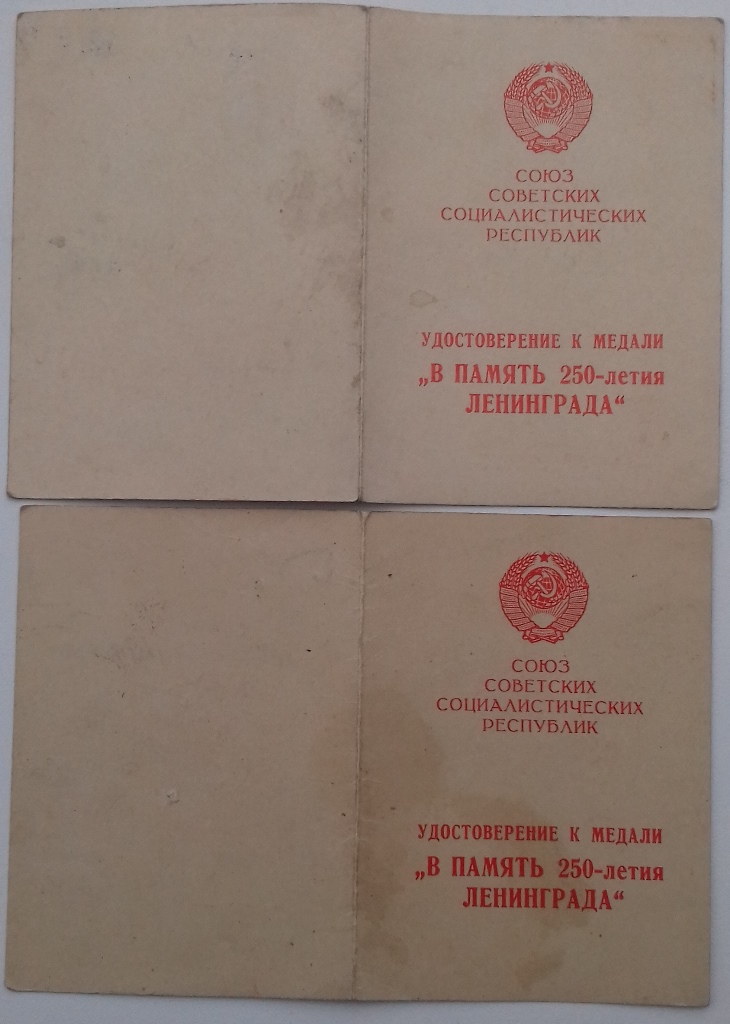 СОЮЗ
СОВЕТСКИХ
СОЦИАЛИСТИЧЕСКИХ
РЕСПУБЛИК
УДОСТОВЕРЕНИЕ К МЕДАЛИ
„В ПАМЯТЬ 250-летия
ЛЕНИНГРАДА“
СОЮЗ
СОВЕТСКИХ
СОЦИАЛИСТИЧЕСКИХ
РЕСПУБЛИК
УДОСТОВЕРЕНИЕ К МЕДАЛИ
„В ПАМЯТЬ 250-летия
ЛЕНИНГРАДА“